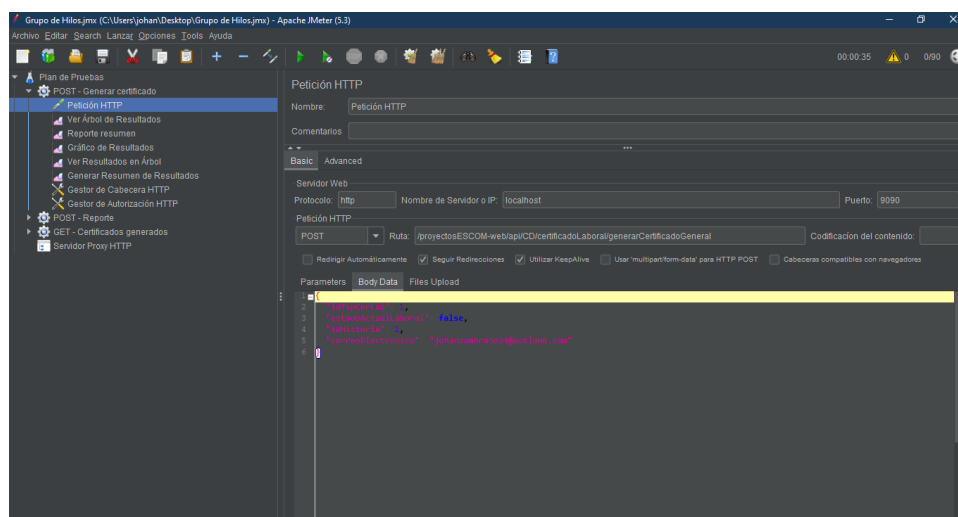 Grupo de Hilos.jmx (C:\Users\johan\Desktop\Grupo de Hilos.jmx) - Apache JMeter (5.3)
Archivo Editar Search Lanzar Opciones Tools Ayuda
00:00:35 0 0/90
Plan de Pruebas
POST - Generar certificado
Petición HTTP
Ver Árbol de Resultados
Reporte resumen
Gráfico de Resultados
Ver Resultados en Árbol
Generar Resumen de Resultados
Gestor de Cabecera HTTP
Gestor de Autorización HTTP
POST - Reporte
GET - Certificados generados
Servidor Proxy HTTP
Petición HTTP
Nombre: Petición HTTP
Comentarios
Basic Advanced
Servidor Web
Protocolo: http Nombre de Servidor o IP: localhost Puerto: 9090
Petición HTTP
POST Ruta: /proyectosESCOM-web/api/CD/certificadoLaboral/generarCertificadoGeneral Codificacíon del contenido:
Redirigir Automáticamente Seguir Redirecciones Utilizar KeepAlive Usar 'multipart/form-data' para HTTP POST Cabeceras compatibles con navegadores
Parameters Body Data Files Upload
1 {
2
3 "estadoActualLaboral": false,
4
5 "correoElectronico":
6 }